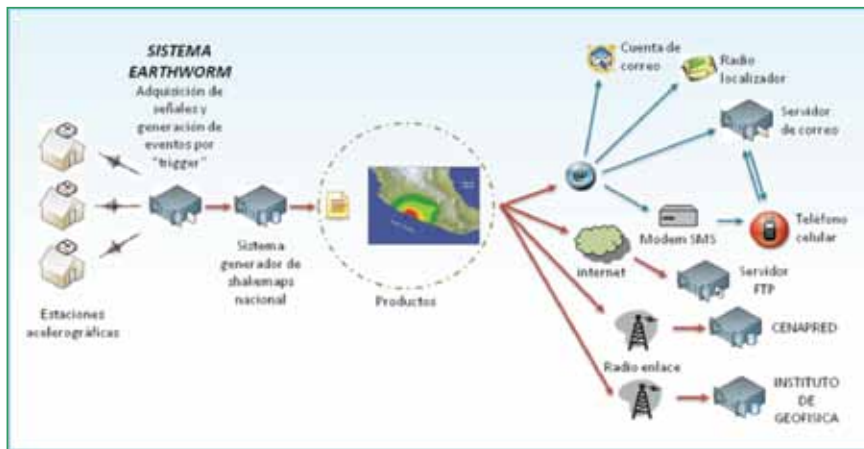 SISTEMA
EARTHWORM
Adquisición de
señales y
generación de
eventos por
"trigger"
Estaciones
acelerográficas
Sistema
generador de
shakemaps
nacional
Productos
Cuenta de
correo
Radio
localizador
Servidor
de correo
Modem SMS
Teléfono
celular
internet
Servidor
FTP
CENAPRED
Radio enlace
INSTITUTO
DE
GEOFISICA